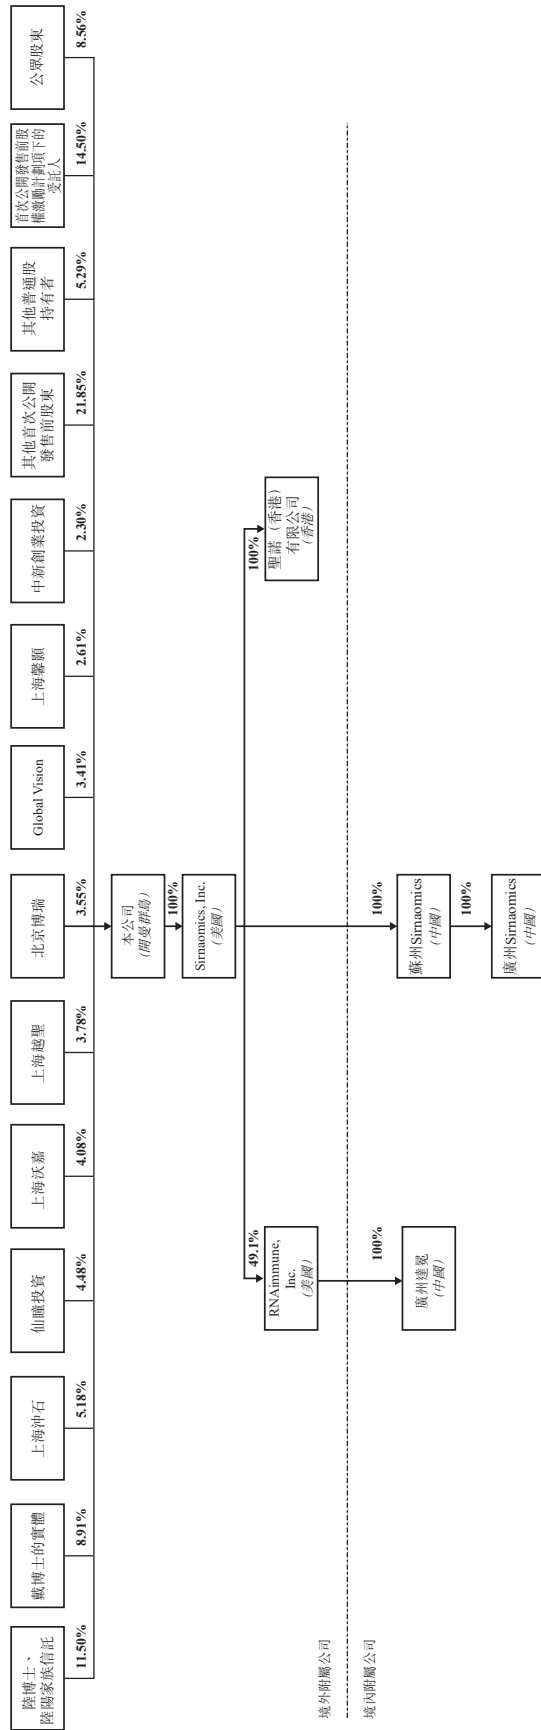 陸博士、
陸陽家族信託
11.50%
戴博士的實體
8.91%
上海沖石
5.18%
仙瞳投資
4.48%
上海沃嘉
4.08%
上海越聖
3.78%
北京博瑞
3.55%
Global Vision
3.41%
上海馨顥
2.61%
中新創業投資
2.30%
其他首次公開
發售前股東
21.85%
其他普通股
持有者
5.29%
首次公開發售前股
權激勵計劃項下的
受託人
14.50%
公眾股東
8.56%
本公司
(開曼群島)
100%
Sirnaomics, Inc.
(美國)
49.1%
100%
RNAimmune,
Inc.
(美國)
聖諾（香港）
有限公司
(香港)
境外附屬公司
境內附屬公司
100%
100%
廣州達冕
(中國)
蘇州Sirnaomics
(中國)
100%
廣州Sirnaomics
(中國)